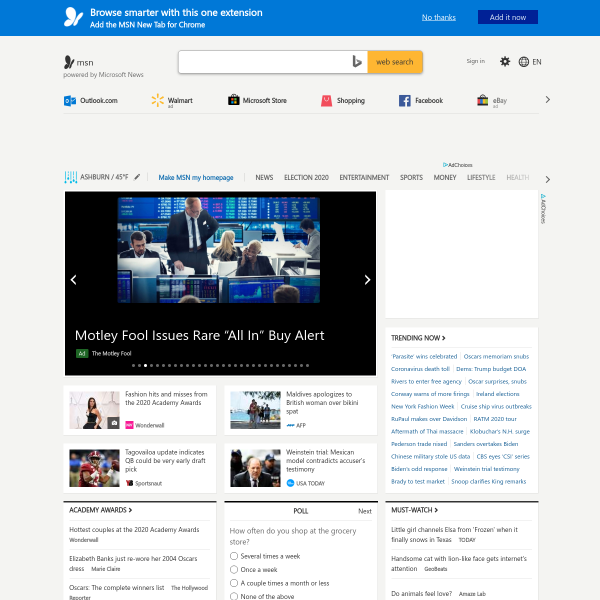 Browse smarter with this one extension
Add the MSN New Tab for Chrome
No thanks
Add it now
msn
powered by Microsoft News
web search
Sign in
EN
Outlook.com
Walmart
ad
Microsoft Store
Shopping
Facebook
eBay
ad
AdChoices
ASHBURN / 45°F
Make MSN my homepage
NEWS
ELECTION 2020
ENTERTAINMENT
SPORTS
MONEY
LIFESTYLE
HEALTH
AdChoices
Motley Fool Issues Rare “All In” Buy Alert
Ad The Motley Fool
Fashion hits and misses from
the 2020 Academy Awards
Wonderwall
Maldives apologizes to
British woman over bikini
spat
AFP
Tagovailoa update indicates
QB could be very early draft
pick
Sportsnaut
Weinstein trial: Mexican
model contradicts accuser's
testimony
USA TODAY
TRENDING NOW
'Parasite' wins celebrated
Oscars memoriam snubs
Coronavirus death toll
Dems: Trump budget DOA
Rivers to enter free agency
Oscar surprises, snubs
Conway warns of more firings
Ireland elections
New York Fashion Week
Cruise ship virus outbreaks
RuPaul makes over Davidson
RATM 2020 tour
Aftermath of Thai massacre
Klobuchar's N.H. surge
Pederson trade nixed
Sanders overtakes Biden
Chinese military stole US data
CBS eyes 'CSI' series
Biden's odd response
Weinstein trial testimony
Brady to test market
Snoop clarifies King remarks
ACADEMY AWARDS
Hottest couples at the 2020 Academy Awards
Wonderwall
Elizabeth Banks just re-wore her 2004 Oscars
dress Marie Claire
Oscars: The complete winners list The Hollywood
Reporter
POLL
Next
How often do you shop at the grocery
store?
Several times a week
Once a week
A couple times a month or less
None of the above
MUST-WATCH
Little girl channels Elsa from 'Frozen' when it
finally snows in Texas TODAY
Handsome cat with lion-like face gets internet's
attention GeoBeats
Do animals feel love? Amaze Lab